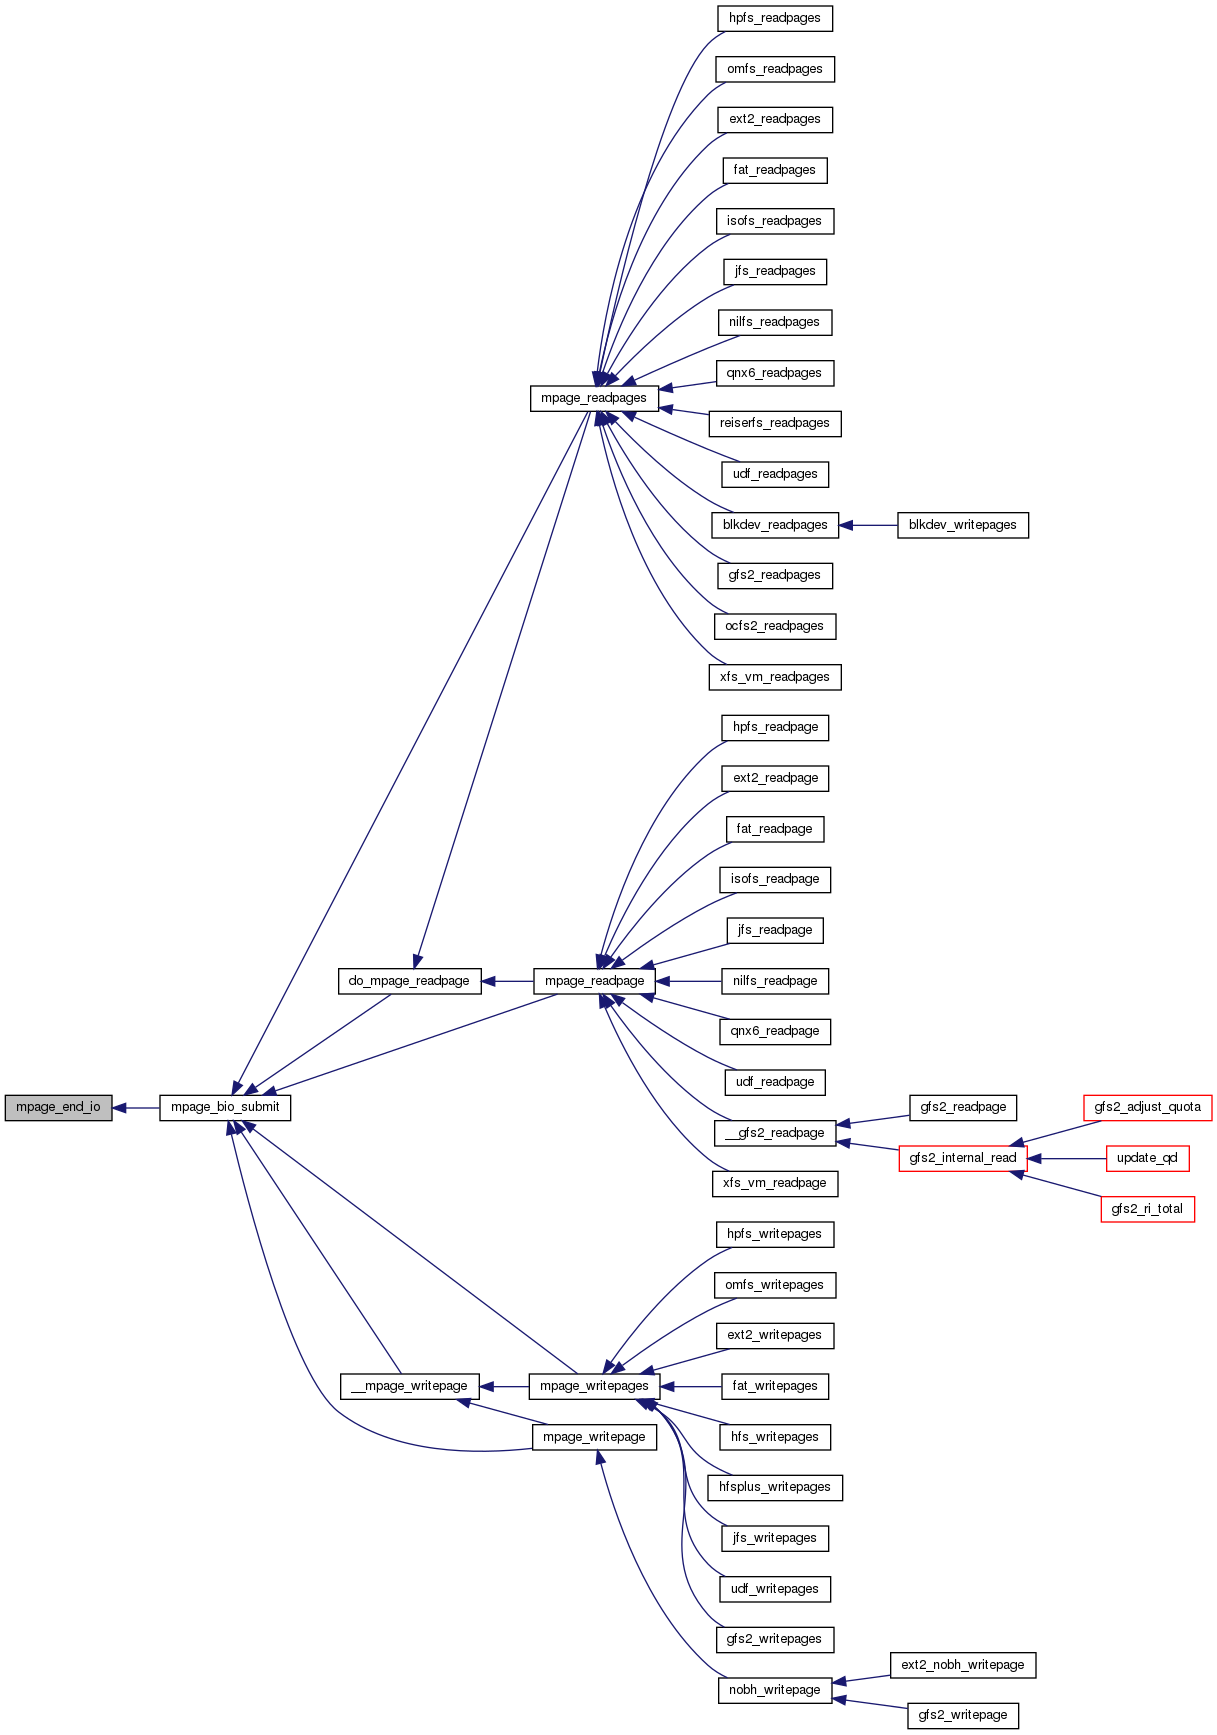 hpfs_readpages
omfs_readpages
ext2_readpages
fat_readpages
isofs_readpages
jfs_readpages
nilfs_readpages
qnx6_readpages
mpage_readpages
reiserfs_readpages
udf_readpages
blkdev_readpages
blkdev_writepages
gfs2_readpages
ocfs2_readpages
xfs_vm_readpages
hpfs_readpage
ext2_readpage
fat_readpage
isofs_readpage
jfs_readpage
do_mpage_readpage
mpage_readpage
nilfs_readpage
qnx6_readpage
udf_readpage
mpage_end_io
mpage_bio_submit
gfs2_readpage
gfs2_adjust_quota
__gfs2_readpage
gfs2_internal_read
update_qd
xfs_vm_readpage
gfs2_ri_total
hpfs_writepages
omfs_writepages
ext2_writepages
__mpage_writepage
mpage_writepages
fat_writepages
mpage_writepage
hfs_writepages
hfsplus_writepages
jfs_writepages
udf_writepages
gfs2_writepages
ext2_nobh_writepage
nobh_writepage
gfs2_writepage